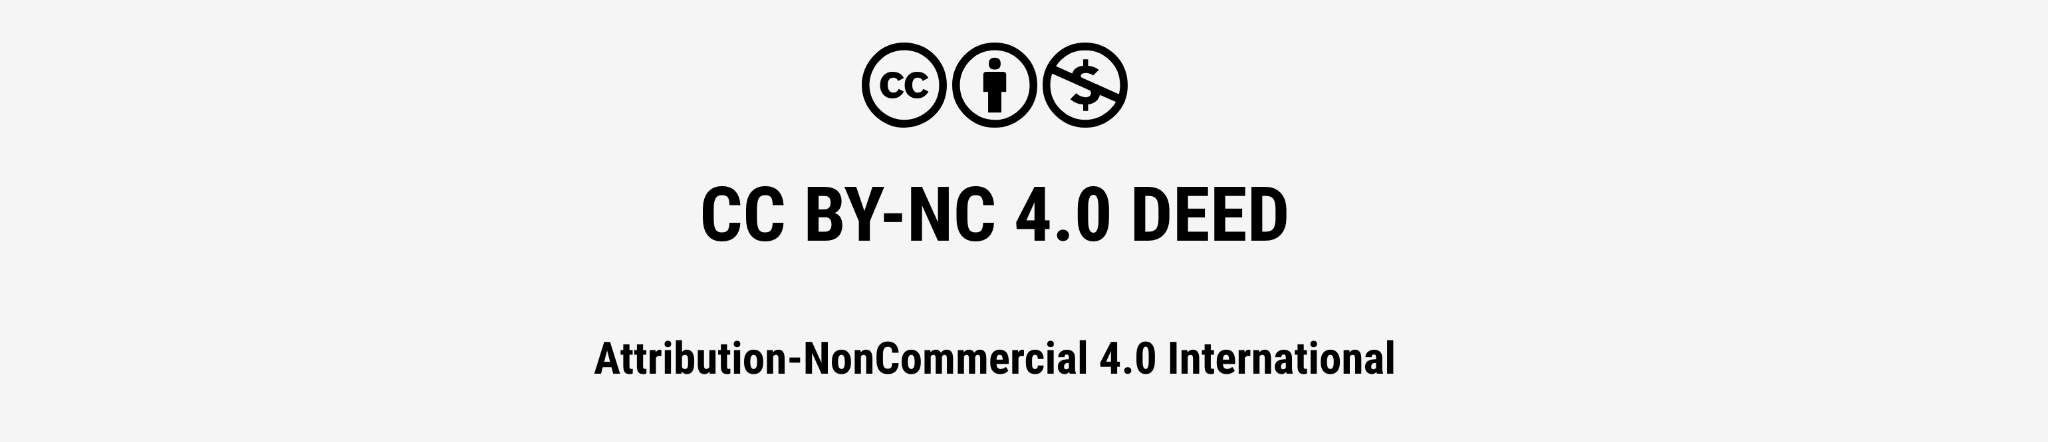 cc
$
CC BY-NC 4.0 DEED
Attribution-NonCommercial 4.0 International